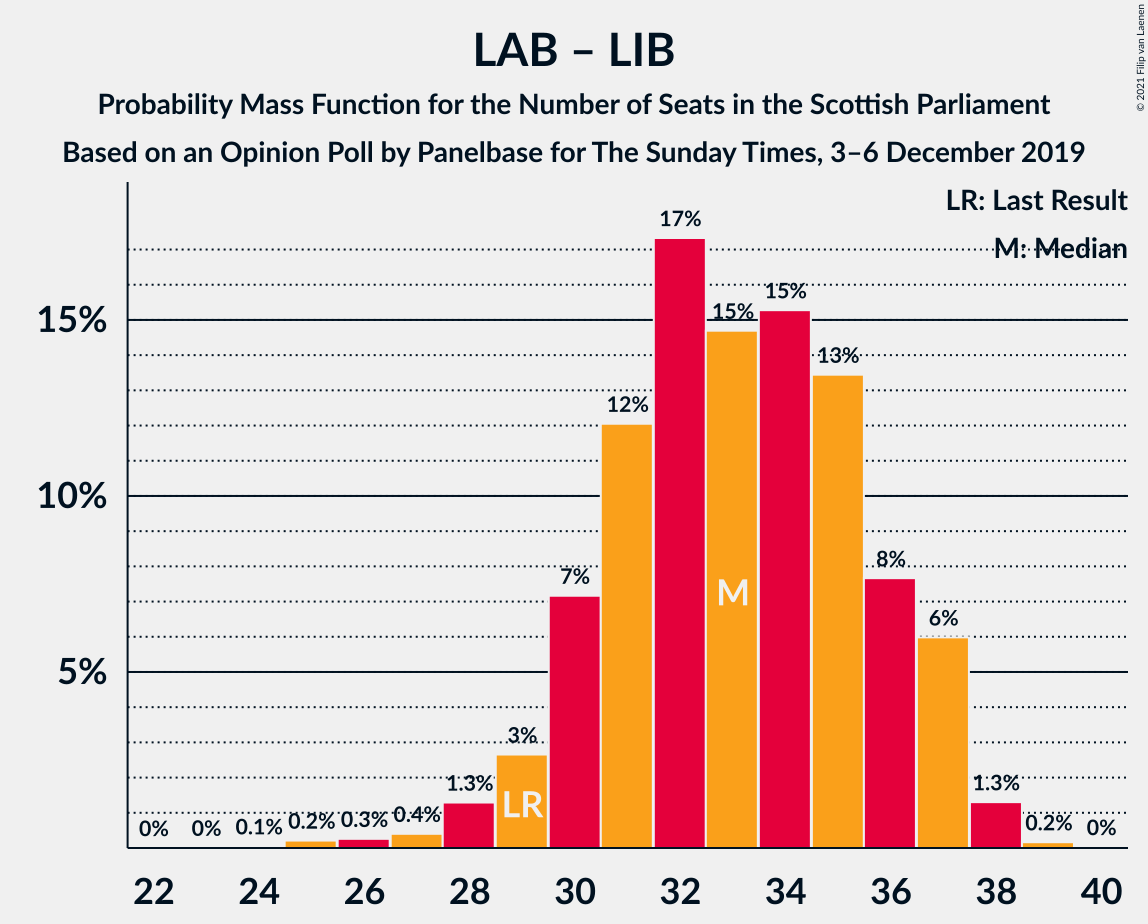 LAB – LIB
Probability Mass Function for the Number of Seats in the Scottish Parliament
Based on an Opinion Poll by Panelbase for The Sunday Times, 3–6 December 2019
© 2021 Filip van Laenen
LR: Last Result
M: Median
15%
10%
5%
0%
0%
0.1%
0.2%
0.3%
0.4%
1.3%
3%
7%
12%
17%
15%
15%
13%
8%
6%
1.3%
0.2%
0%
LR
M
22 24 26 28 30 32 34 36 38 40